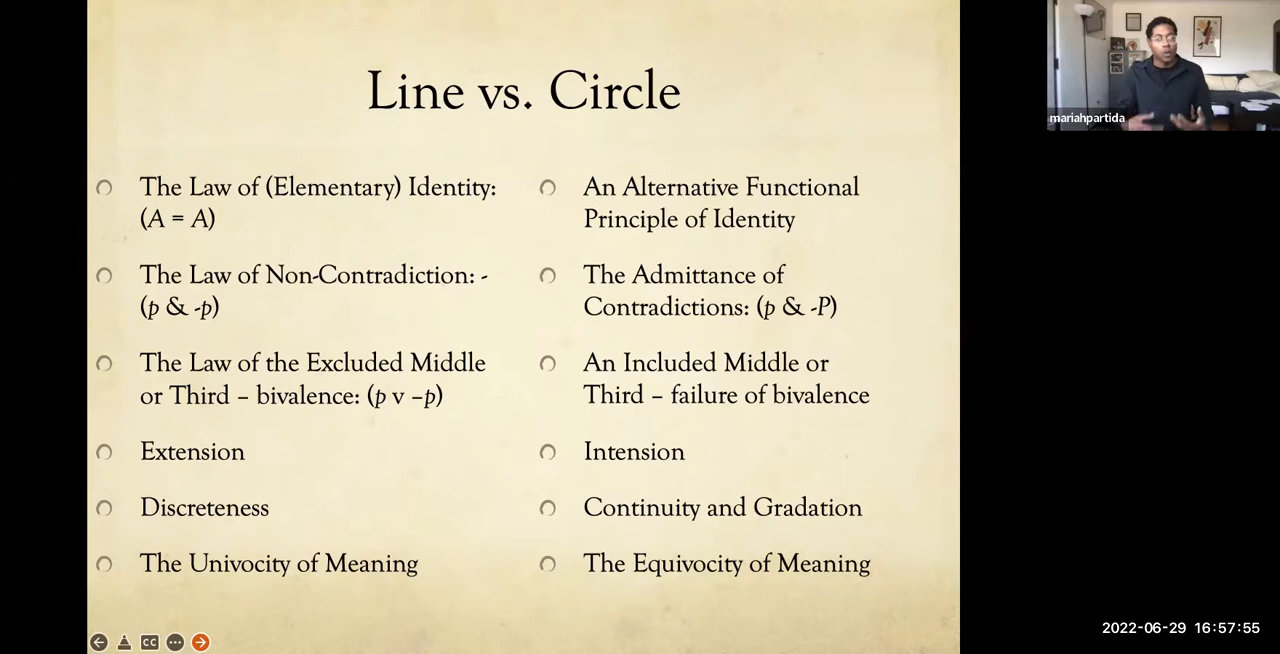 Line vs. Circle
The Law of (Elementary) Identity:
(A = A)
The Law of Non-Contradiction: -
(p & -p)
The Law of the Excluded Middle
or Third – bivalence: (p v –p)
Extension
Discreteness
The Univocity of Meaning
An Alternative Functional
Principle of Identity
The Admittance of
Contradictions: (p & -P)
An Included Middle or
Third – failure of bivalence
Intension
Continuity and Gradation
The Equivocity of Meaning
CC
mariahpartida
2022-06-29 16:57:55